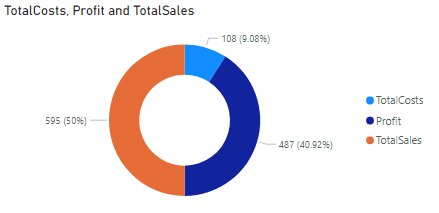 TotalCosts, Profit and TotalSales
108 (9.08%)
TotalCosts
Profit
595 (50%)
TotalSales
487 (40.92%)